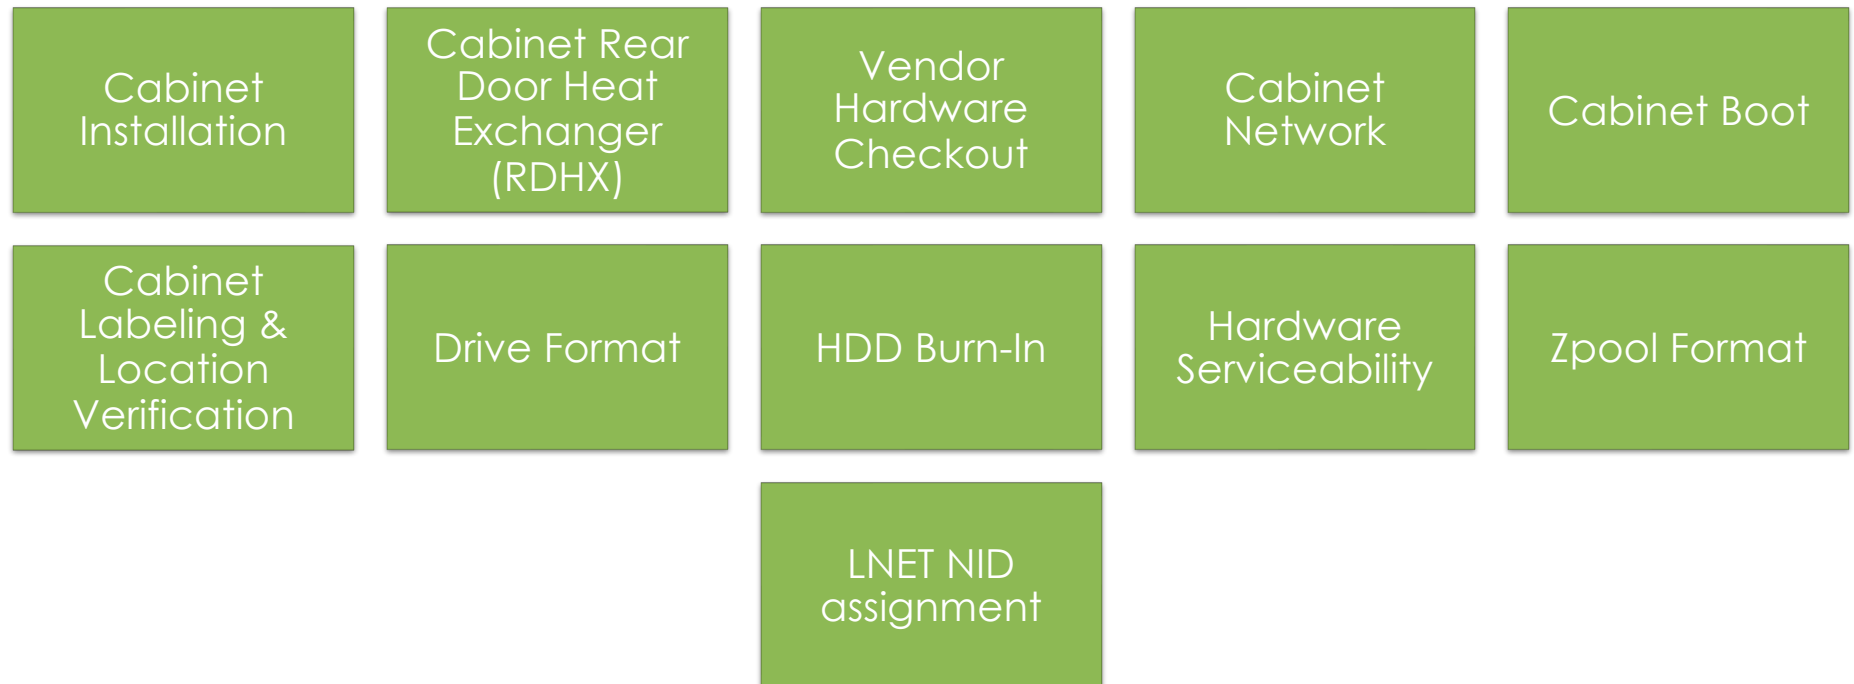 Cabinet
Installation
Cabinet Rear
Door Heat
Exchanger
(RDHX)
Vendor
Hardware
Checkout
Cabinet
Network
Cabinet Boot
Cabinet
Labeling &
Location
Verification
Drive Format
HDD Burn-In
Hardware
Serviceability
Zpool Format
LNET NID
assignment